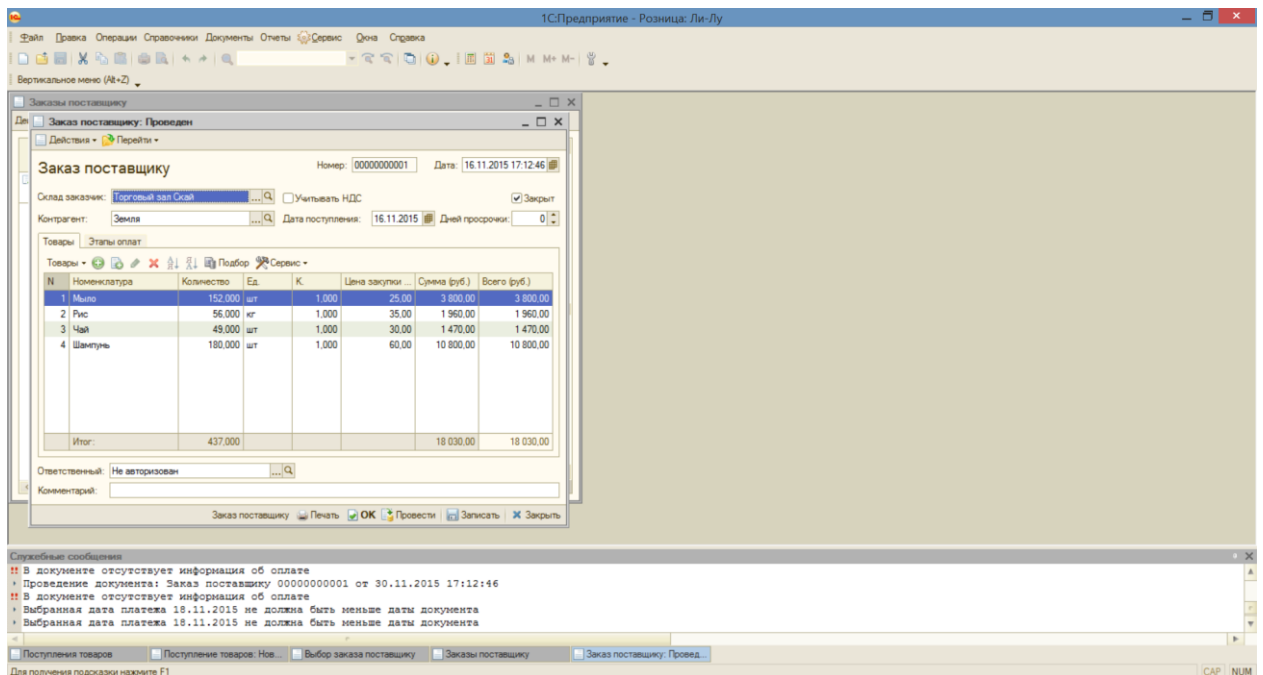 1С:Предприятие - Розница: Ли-Лу
Файл Правка Операции Справочники Документы Отчеты Сервис Окна Справка
M M+ M-
Вертикальное меню (Alt+Z)
Заказы поставщику
Заказ поставщику: Проведен
Действия Перейти
Заказ поставщику Номер: 00000000001 Дата: 16.11.2015 17:12:46
Склад заказчик: Торговый зал Скай ... Учитывать НДС Закрыт
Контрагент: Земля ... Дата поступления: 16.11.2015 Дней просрочки: 0
Товары Этапы оплат
Товары Подбор Сервис
N Номенклатура Количество Ед. К. Цена закупки ... Сумма (руб.) Всего (руб.)
1 Мыло 152,000 шт 1,000 25,00 3 800,00 3 800,00
2 Рис 56,000 кг 1,000 35,00 1 960,00 1 960,00
3 Чай 49,000 шт 1,000 30,00 1 470,00 1 470,00
4 Шампунь 180,000 шт 1,000 60,00 10 800,00 10 800,00
Итог: 437,000 18 030,00 18 030,00
Ответственный: Не авторизован ...
Комментарий:
Заказ поставщику Печать OK Провести Записать Закрыть
Служебные сообщения
!! В документе отсутствует информация об оплате
Проведение документа: Заказ поставщику 00000000001 от 30.11.2015 17:12:46
!! В документе отсутствует информация об оплате
Выбранная дата платежа 18.11.2015 не должна быть меньше даты документа
Выбранная дата платежа 18.11.2015 не должна быть меньше даты документа
Поступления товаров Поступление товаров: Нов... Выбор заказа поставщику Заказы поставщику Заказ поставщику: Провед...
Для получения подсказки нажмите F1 CAP NUM